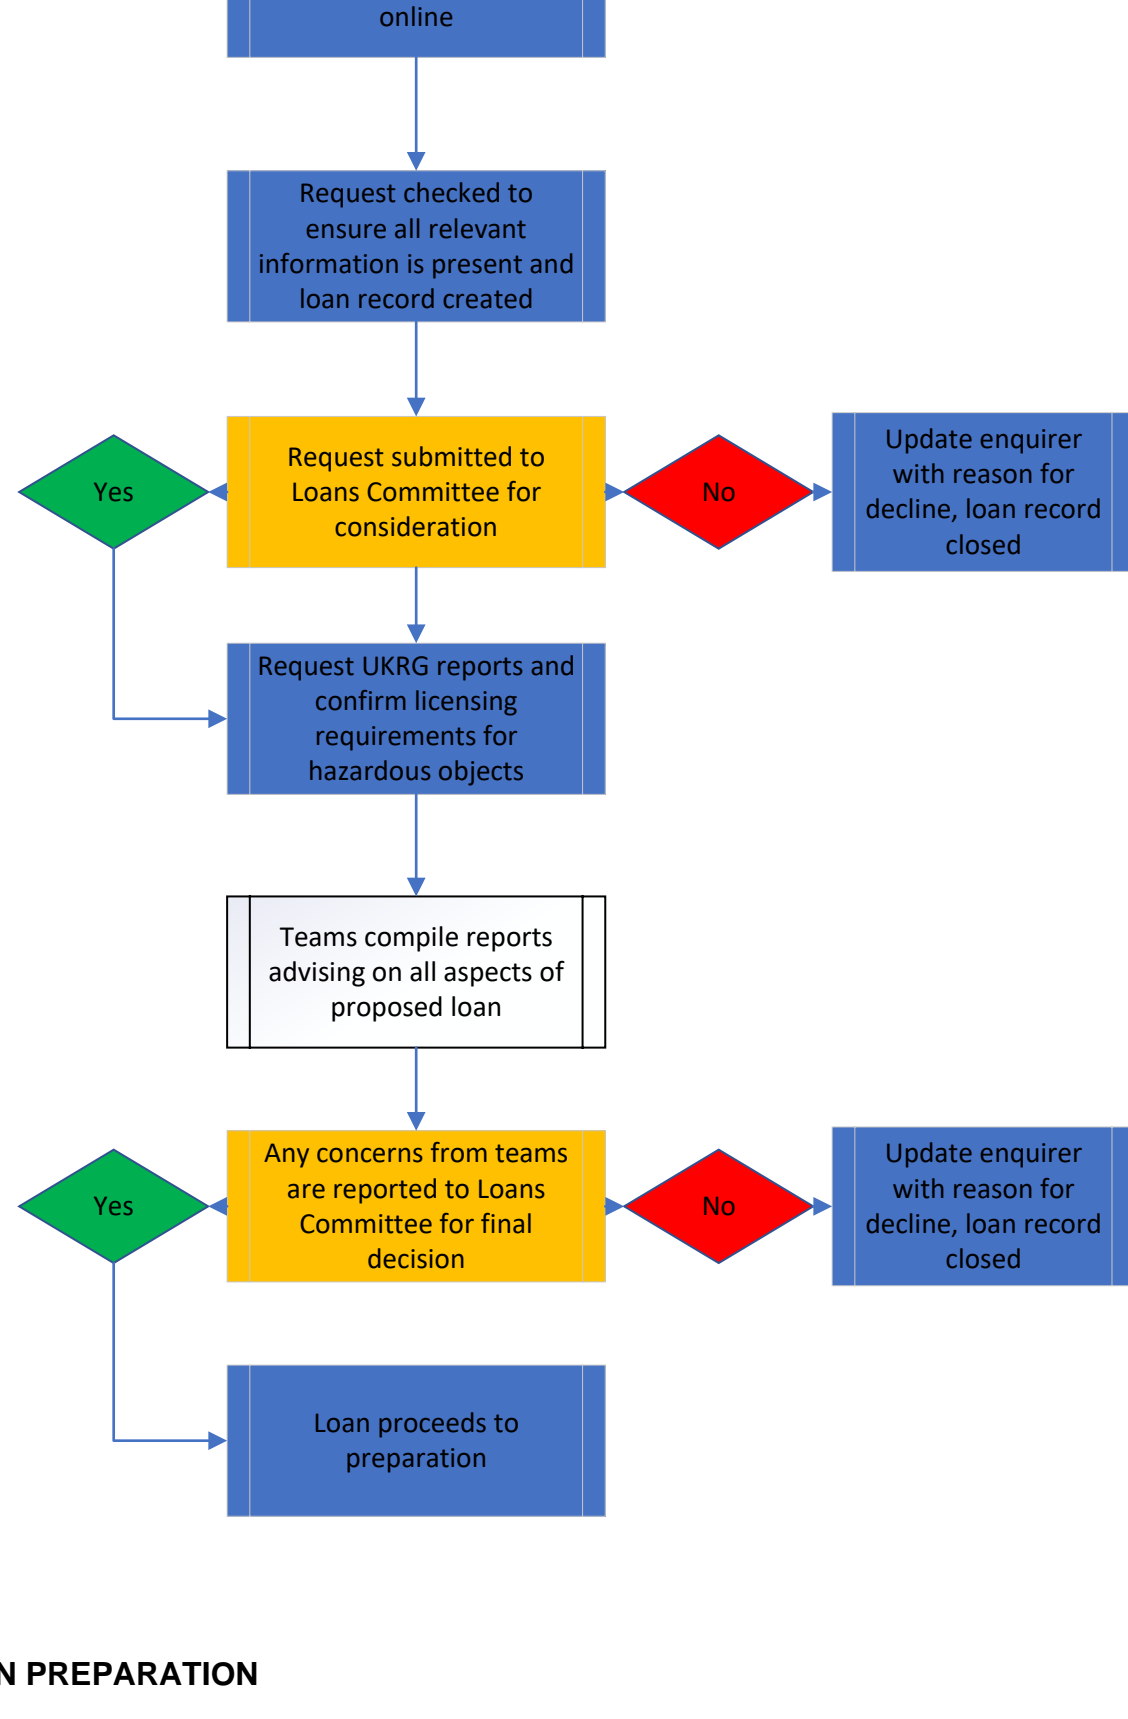 online
Request checked to
ensure all relevant
information is present and
loan record created
Yes
Request submitted to
Loans Committee for
consideration
No
Update enquirer
with reason for
decline, loan record
closed
Request UKRG reports and
confirm licensing
requirements for
hazardous objects
Teams compile reports
advising on all aspects of
proposed loan
Yes
Any concerns from teams
are reported to Loans
Committee for final
decision
No
Update enquirer
with reason for
decline, loan record
closed
Loan proceeds to
preparation
N PREPARATION